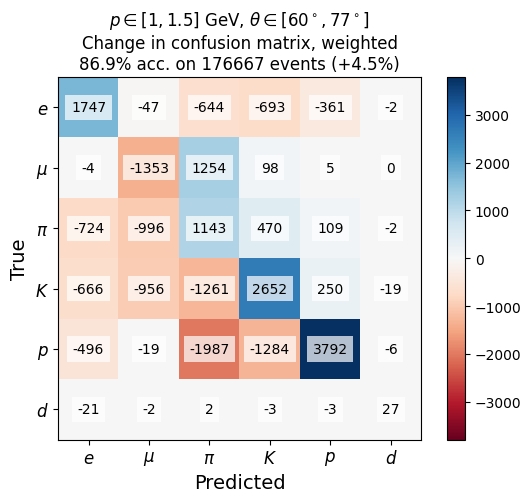 p ∈ [1, 1.5] GeV, θ ∈ [60°, 77°]
Change in confusion matrix, weighted
86.9% acc. on 176667 events (+4.5%)
e 1747 -47 -644 -693 -361 -2
μ -4 -1353 1254 98 5 0
π -724 -996 1143 470 109 -2
K -666 -956 -1261 2652 250 -19
p -496 -19 -1987 -1284 3792 -6
d -21 -2 2 -3 -3 27
e μ π K p d
True
Predicted
3000
2000
1000
0
−1000
−2000
−3000